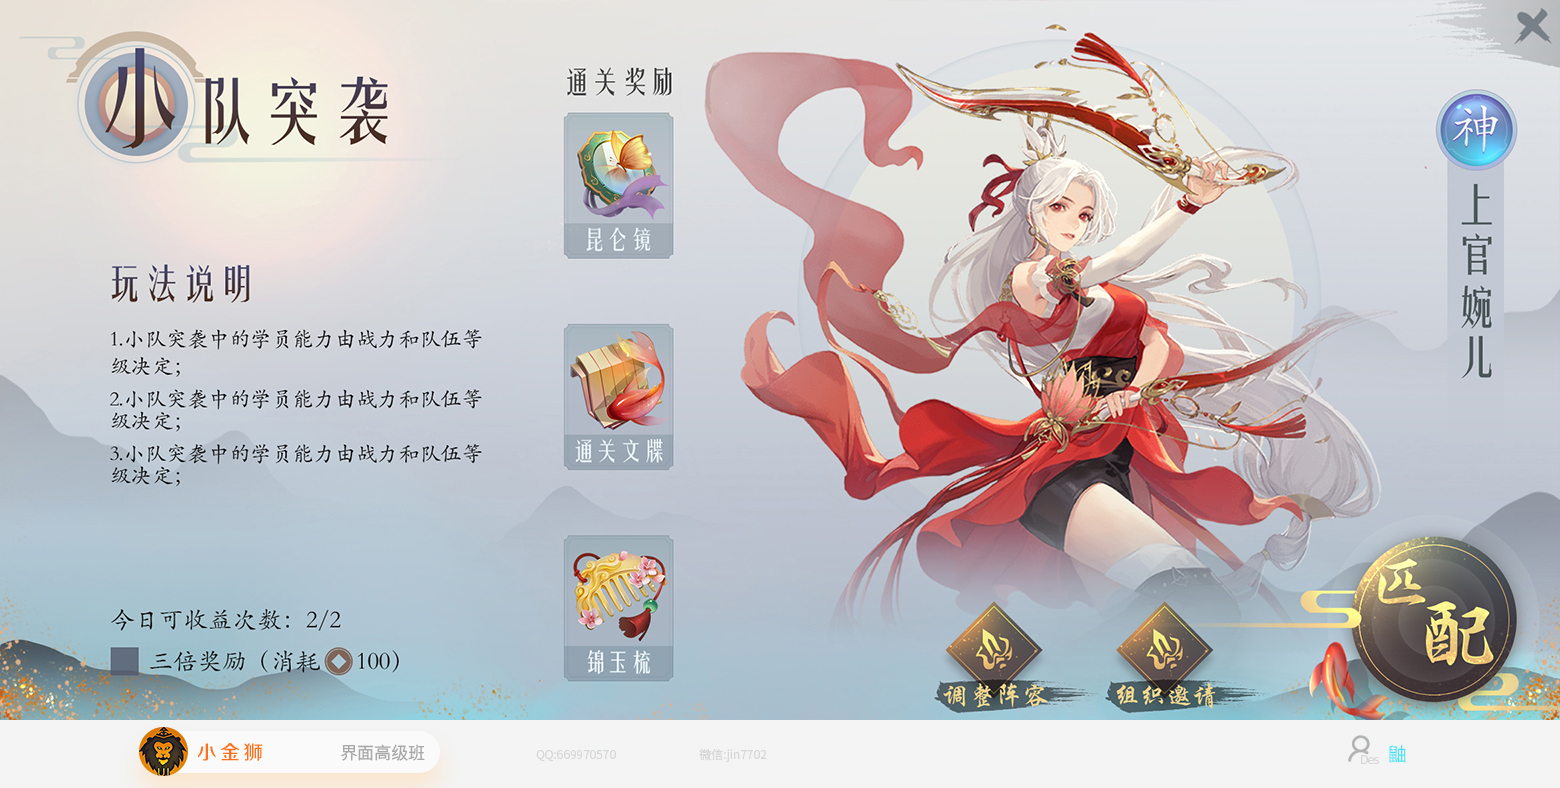 小队突袭
玩法说明
1.小队突袭中的学员能力由战力和队伍等
级决定；
2.小队突袭中的学员能力由战力和队伍等
级决定；
3.小队突袭中的学员能力由战力和队伍等
级决定；
今日可收益次数：2/2
三倍奖励（消耗100）
通关奖励
昆仑镜
通关文牒
锦玉梳
神
上官婉儿
调整阵容
组织邀请
匹配
小金狮
界面高级班
QQ:669970570
微信:jin7702
Des
鼬